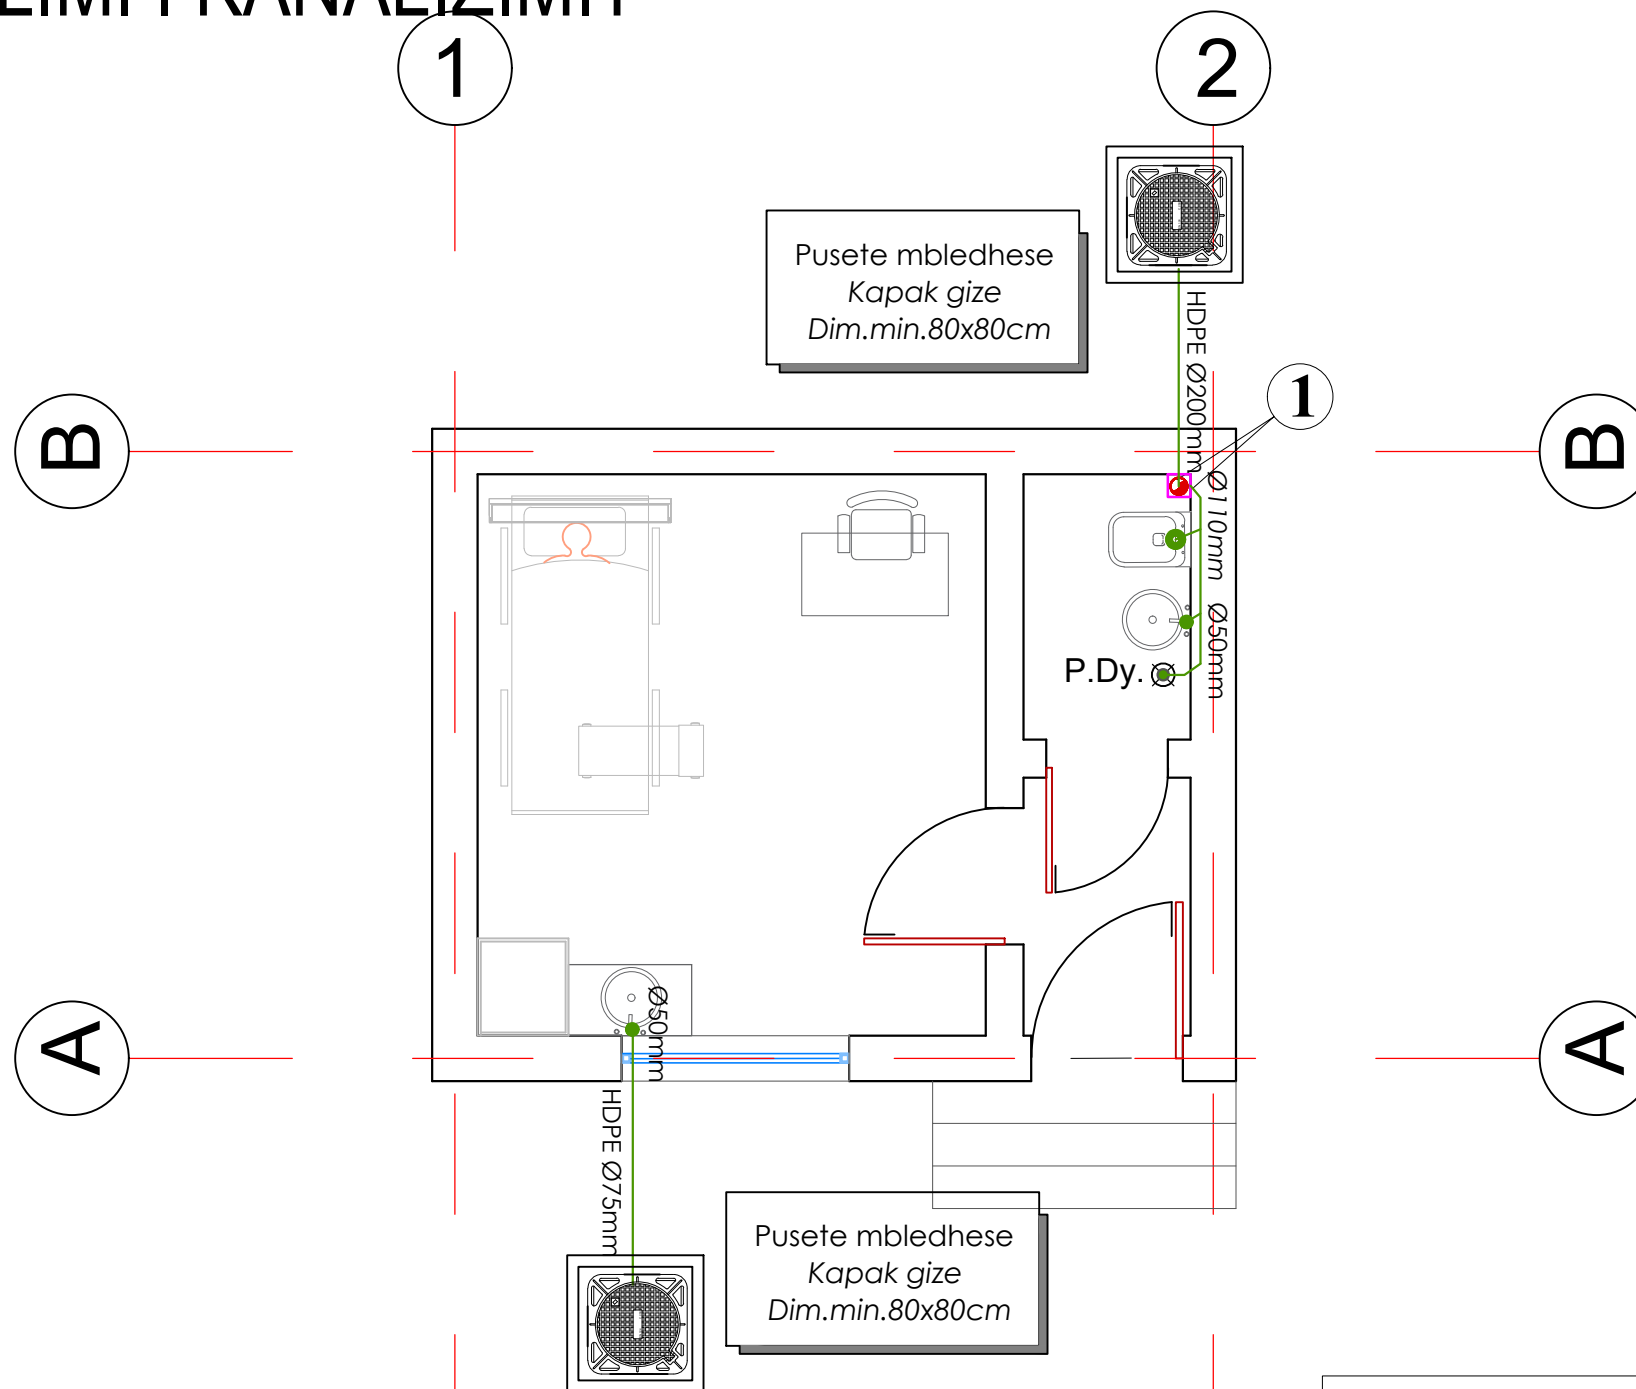 1
2
Pusete mbledhese
Kapak gize
Dim.min.80x80cm
HDPE Ø200mm
1
B
B
Ø110mm
Ø50mm
P.Dy.
Ø50mm
A
A
HDPE Ø75mm
Pusete mbledhese
Kapak gize
Dim.min.80x80cm